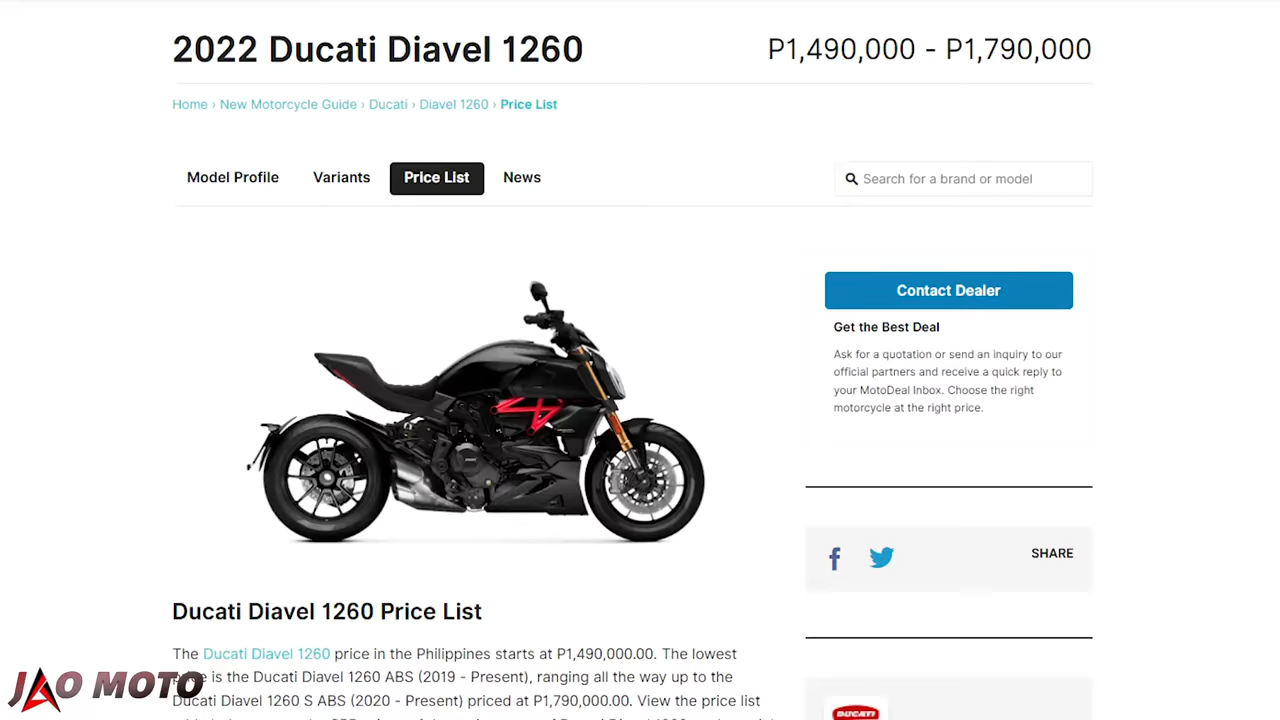 2022 Ducati Diavel 1260
P1,490,000 - P1,790,000
Home › New Motorcycle Guide › Ducati › Diavel 1260 › Price List
Model Profile
Variants
Price List
News
Search for a brand or model
Contact Dealer
Get the Best Deal
Ask for a quotation or send an inquiry to our
official partners and receive a quick reply to
your MotoDeal Inbox. Choose the right
motorcycle at the right price.
SHARE
Ducati Diavel 1260 Price List
The Ducati Diavel 1260 price in the Philippines starts at P1,490,000.00. The lowest
is the Ducati Diavel 1260 ABS (2019 - Present), ranging all the way up to the
Ducati Diavel 1260 S ABS (2020 - Present) priced at P1,790,000.00. View the price list
JAO MOTO
DUCATI